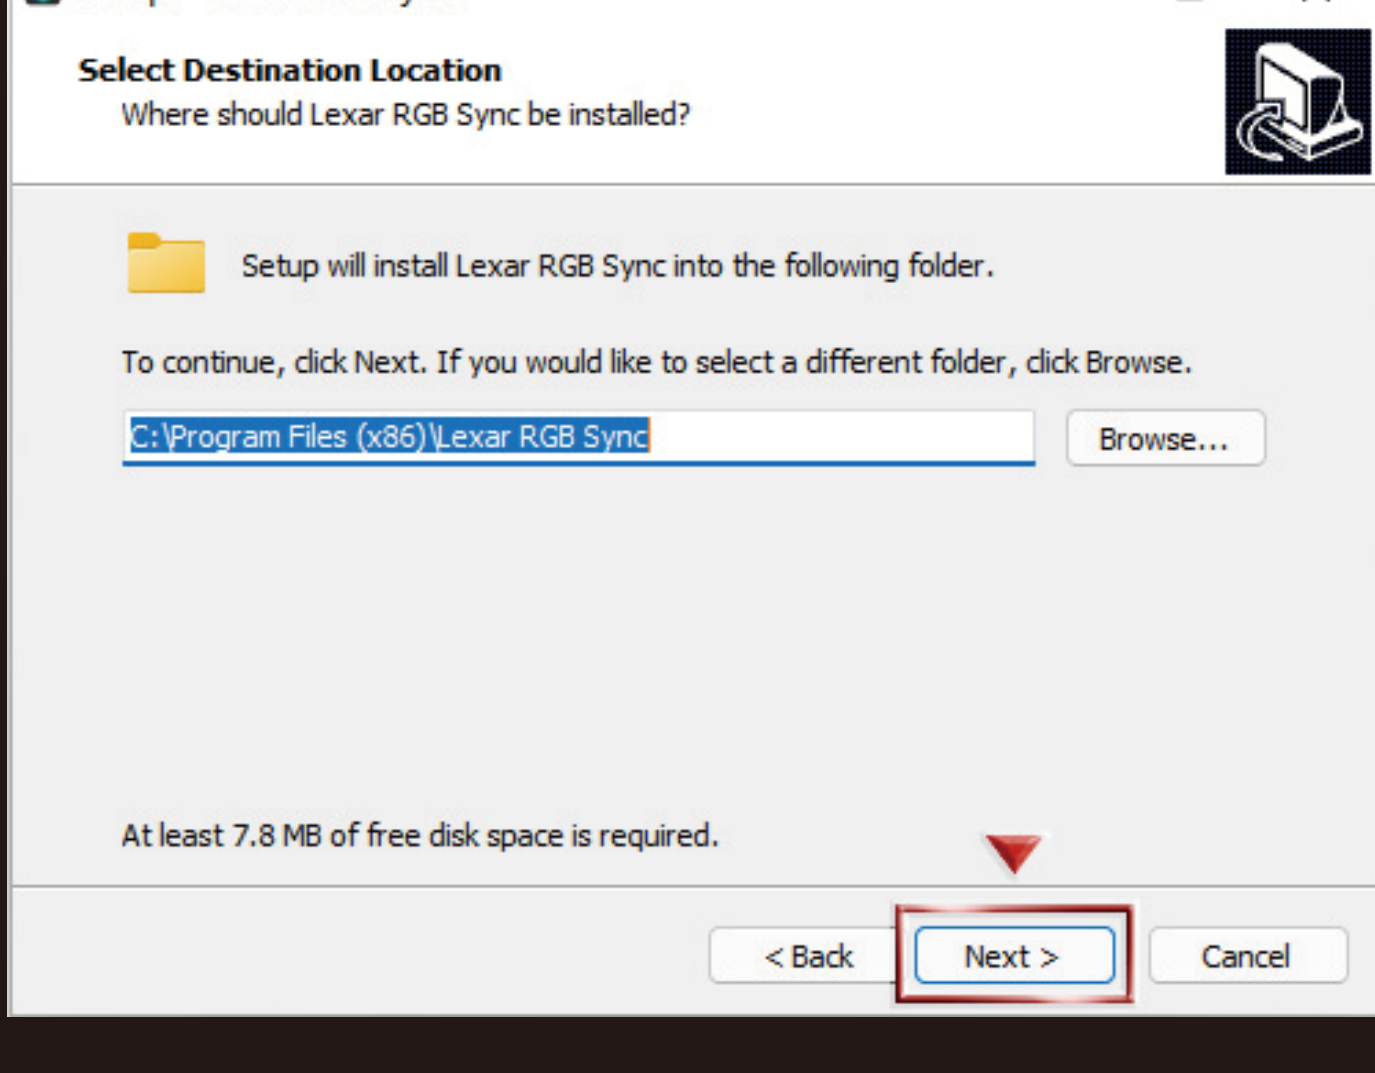 Select Destination Location
Where should Lexar RGB Sync be installed?
Setup will install Lexar RGB Sync into the following folder.
To continue, click Next. If you would like to select a different folder, click Browse.
C:\Program Files (x86)\Lexar RGB Sync
Browse...
At least 7.8 MB of free disk space is required.
< Back
Next >
Cancel